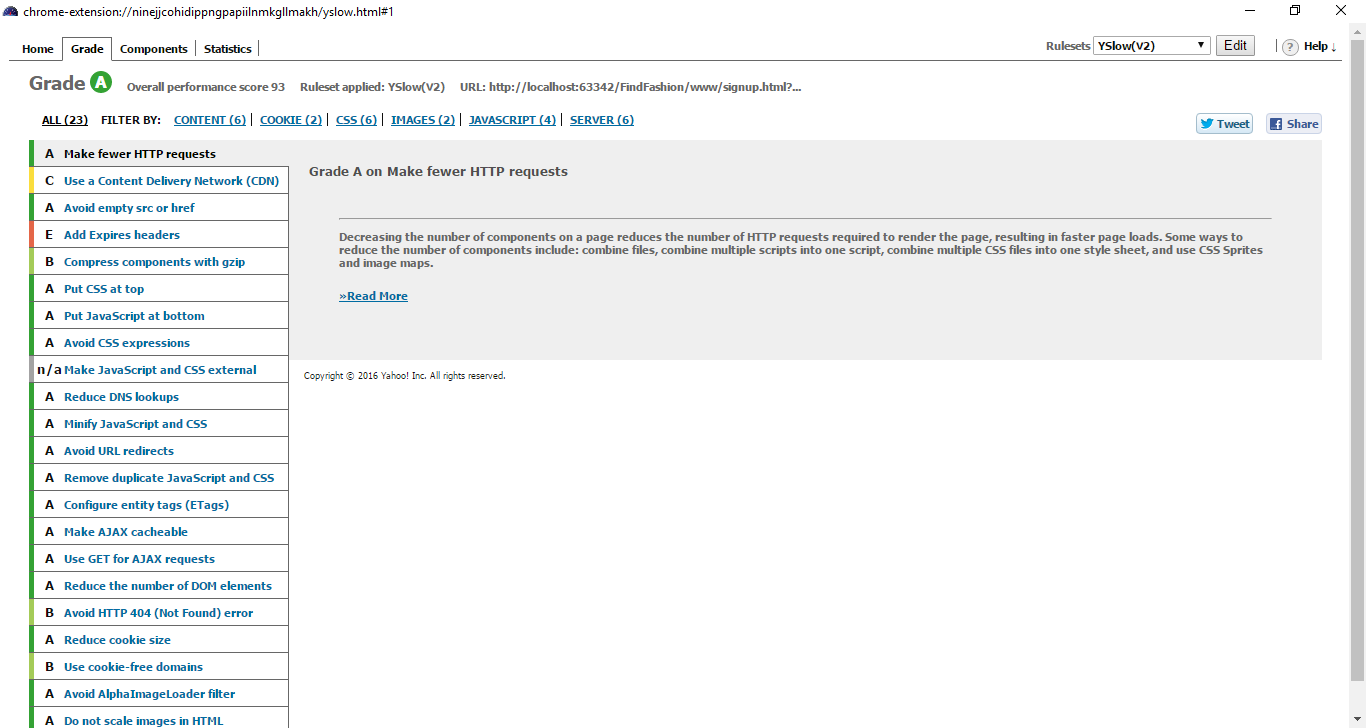 chrome-extension://ninejjcohidippngpapiilnmkgllmakh/yslow.html#1
Home Grade Components Statistics
Rulesets YSlow(V2) Edit ? Help ↓
Grade A Overall performance score 93 Ruleset applied: YSlow(V2) URL: http://localhost:63342/FindFashion/www/signup.html?...
ALL (23) FILTER BY: CONTENT (6) | COOKIE (2) | CSS (6) | IMAGES (2) | JAVASCRIPT (4) | SERVER (6)
Tweet Share
A Make fewer HTTP requests
C Use a Content Delivery Network (CDN)
A Avoid empty src or href
E Add Expires headers
B Compress components with gzip
A Put CSS at top
A Put JavaScript at bottom
A Avoid CSS expressions
n/a Make JavaScript and CSS external
A Reduce DNS lookups
A Minify JavaScript and CSS
A Avoid URL redirects
A Remove duplicate JavaScript and CSS
A Configure entity tags (ETags)
A Make AJAX cacheable
A Use GET for AJAX requests
A Reduce the number of DOM elements
B Avoid HTTP 404 (Not Found) error
A Reduce cookie size
B Use cookie-free domains
A Avoid AlphaImageLoader filter
A Do not scale images in HTML
Grade A on Make fewer HTTP requests
Decreasing the number of components on a page reduces the number of HTTP requests required to render the page, resulting in faster page loads. Some ways to
reduce the number of components include: combine files, combine multiple scripts into one script, combine multiple CSS files into one style sheet, and use CSS Sprites
and image maps.
»Read More
Copyright © 2016 Yahoo! Inc. All rights reserved.